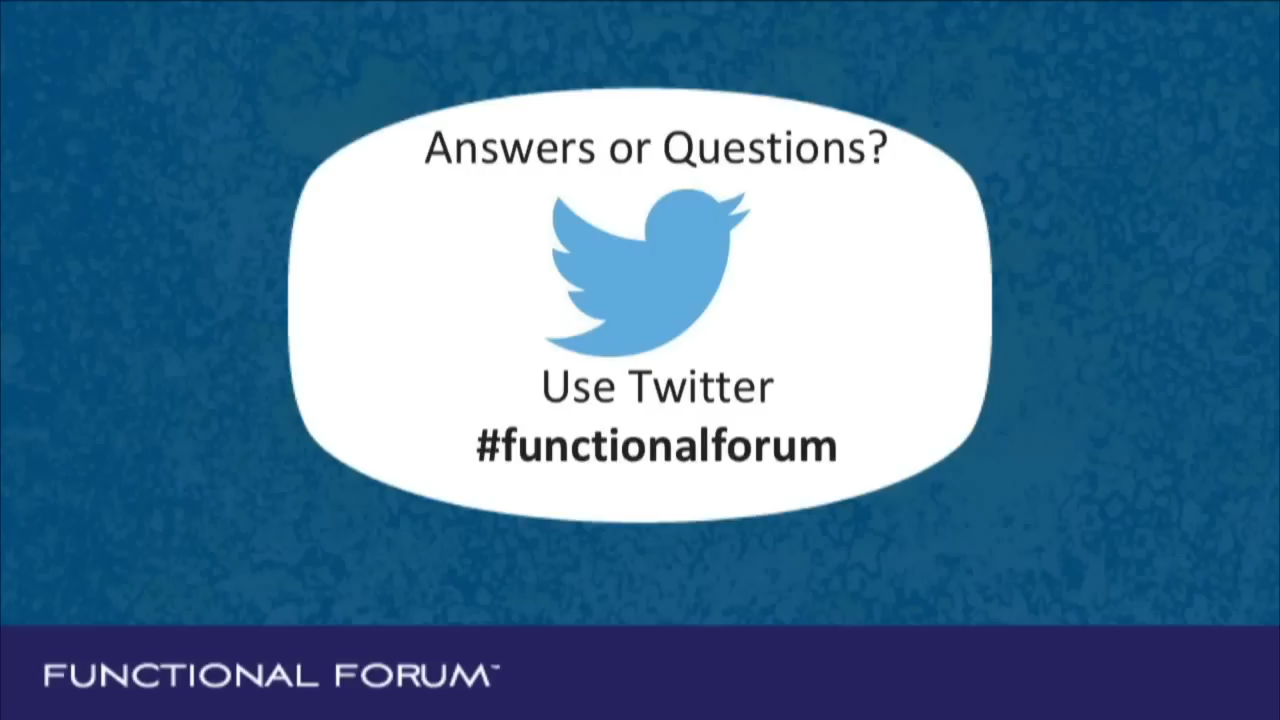 Answers or Questions?
Use Twitter
#functionalforum
FUNCTIONAL FORUM™